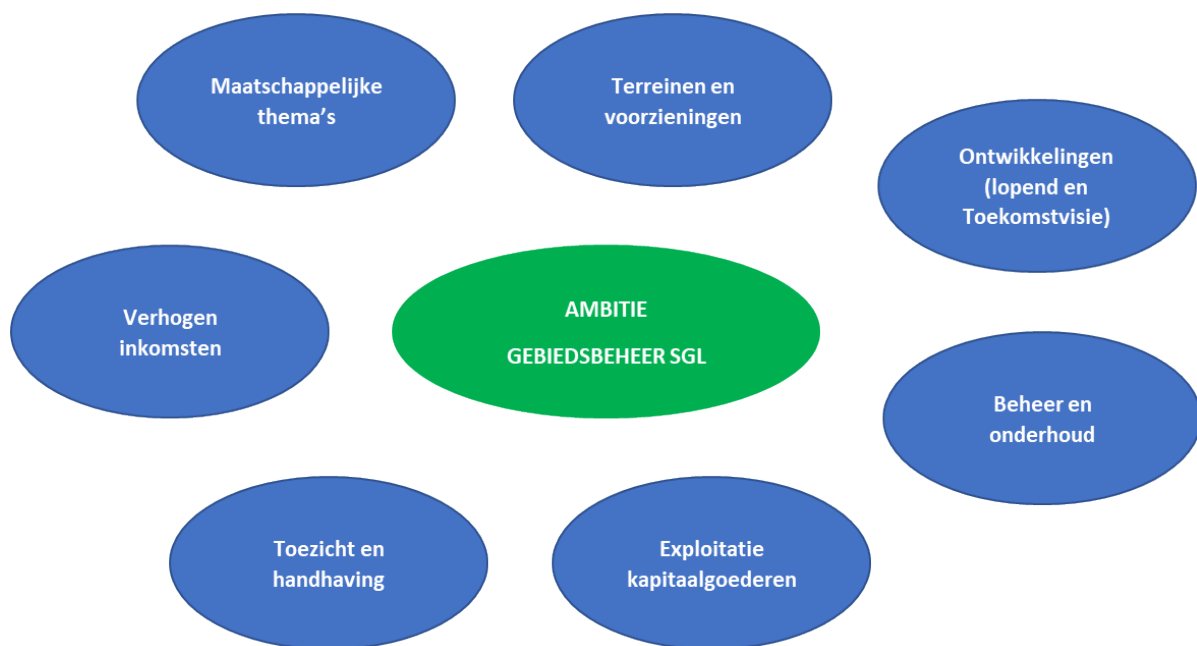 Maatschappelijke
thema’s
Terreinen en
voorzieningen
Ontwikkelingen
(lopend en
Toekomstvisie)
Verhogen
inkomsten
AMBITIE
GEBIEDSBEHEER SGL
Beheer en
onderhoud
Toezicht en
handhaving
Exploitatie
kapitaalgoederen